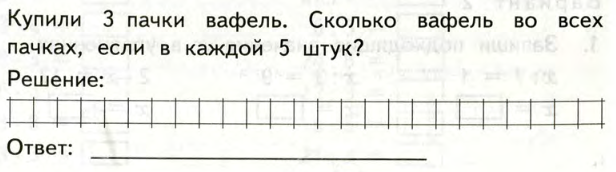 Купили 3 пачки вафель. Сколько вафель во всех
пачках, если в каждой 5 штук?
Решение:
Ответ: